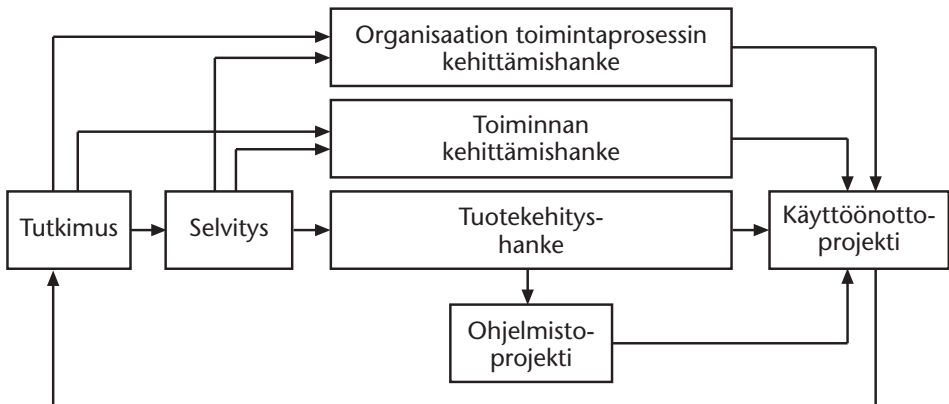 Organisaation toimintaprosessin
kehittämishanke
Toiminnan
kehittämishanke
Tutkimus
Selvitys
Tuotekehitys-
hanke
Käyttöönotto-
projekti
Ohjelmisto-
projekti